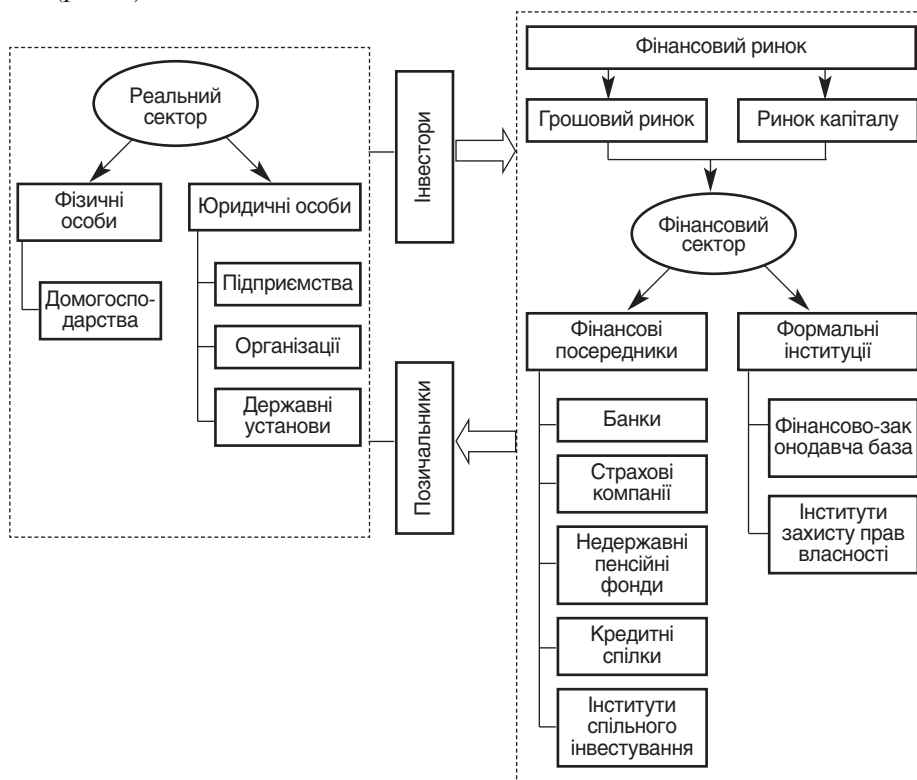 Реальний
сектор
Фізичні
особи
Юридичні особи
Домогоспо-
дарства
Підприємства
Організації
Державні
установи
Інвестори
Позичальники
Фінансовий ринок
Грошовий ринок
Ринок капіталу
Фінансовий
сектор
Фінансові
посередники
Формальні
інституції
Банки
Страхові
компанії
Недержавні
пенсійні
фонди
Кредитні
спілки
Інститути
спільного
інвестування
Фінансово-зак
онодавча база
Інститути
захисту прав
власності